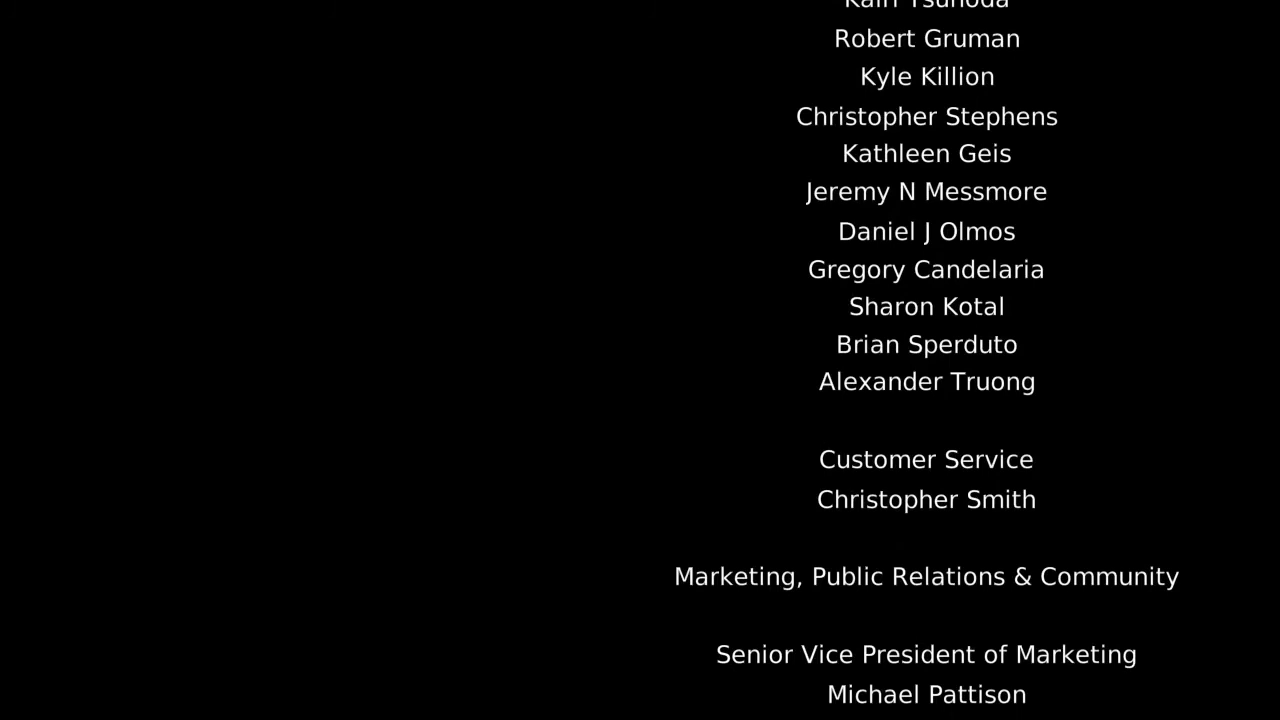 Robert Gruman
Kyle Killion
Christopher Stephens
Kathleen Geis
Jeremy N Messmore
Daniel J Olmos
Gregory Candelaria
Sharon Kotal
Brian Sperduto
Alexander Truong
Customer Service
Christopher Smith
Marketing, Public Relations & Community
Senior Vice President of Marketing
Michael Pattison